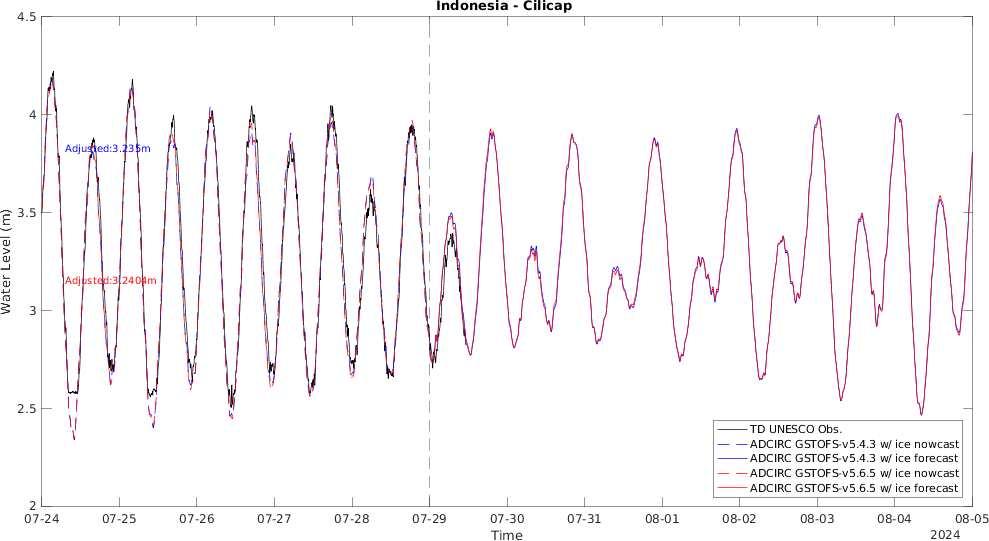 Indonesia - Cilicap
4.5
4
3.5
3
2.5
2
Water Level (m)
Adjusted:3.235m
Adjusted:3.2404m
TD UNESCO Obs.
ADCIRC GSTOFS-v5.4.3 w/ ice nowcast
ADCIRC GSTOFS-v5.4.3 w/ ice forecast
ADCIRC GSTOFS-v5.6.5 w/ ice nowcast
ADCIRC GSTOFS-v5.6.5 w/ ice forecast
07-24 07-25 07-26 07-27 07-28 07-29 07-30 07-31 08-01 08-02 08-03 08-04 08-05
Time
2024